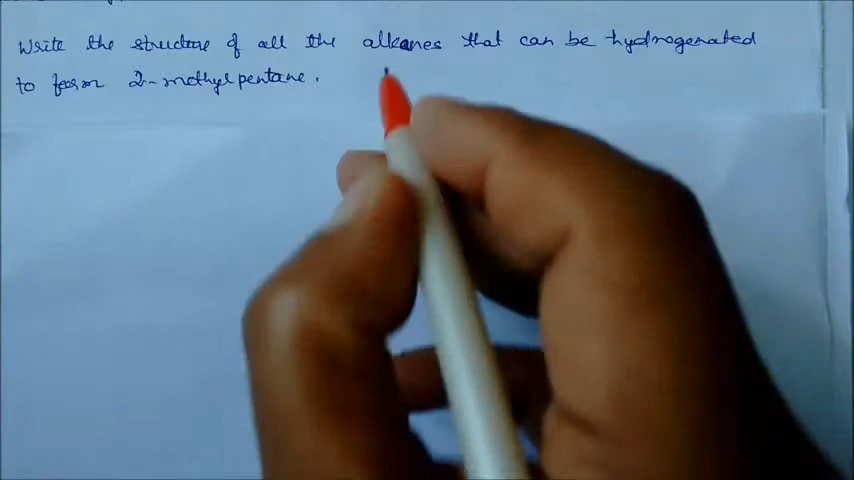 Write the structure of all the alkanes that can be hydrogenated
to form 2-methylpentane.